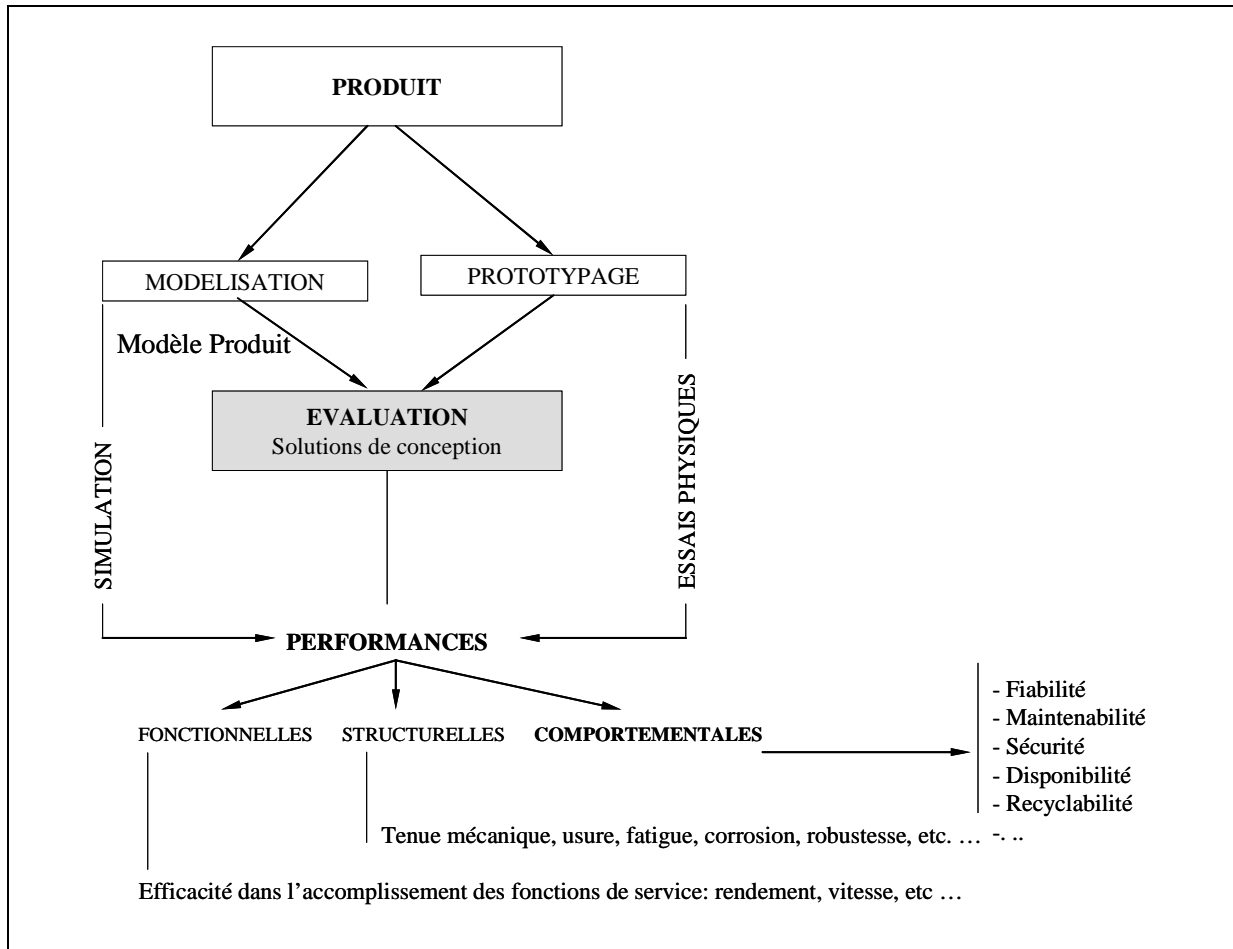 PRODUIT
MODELISATION
PROTOTYPAGE
Modèle Produit
EVALUATION
Solutions de conception
SIMULATION
ESSAIS PHYSIQUES
PERFORMANCES
FONCTIONNELLES
STRUCTURELLES
COMPORTEMENTALES
- Fiabilité
- Maintenabilité
- Sécurité
- Disponibilité
- Recyclabilité
-. ..
Tenue mécanique, usure, fatigue, corrosion, robustesse, etc. …
Efficacité dans l’accomplissement des fonctions de service: rendement, vitesse, etc …